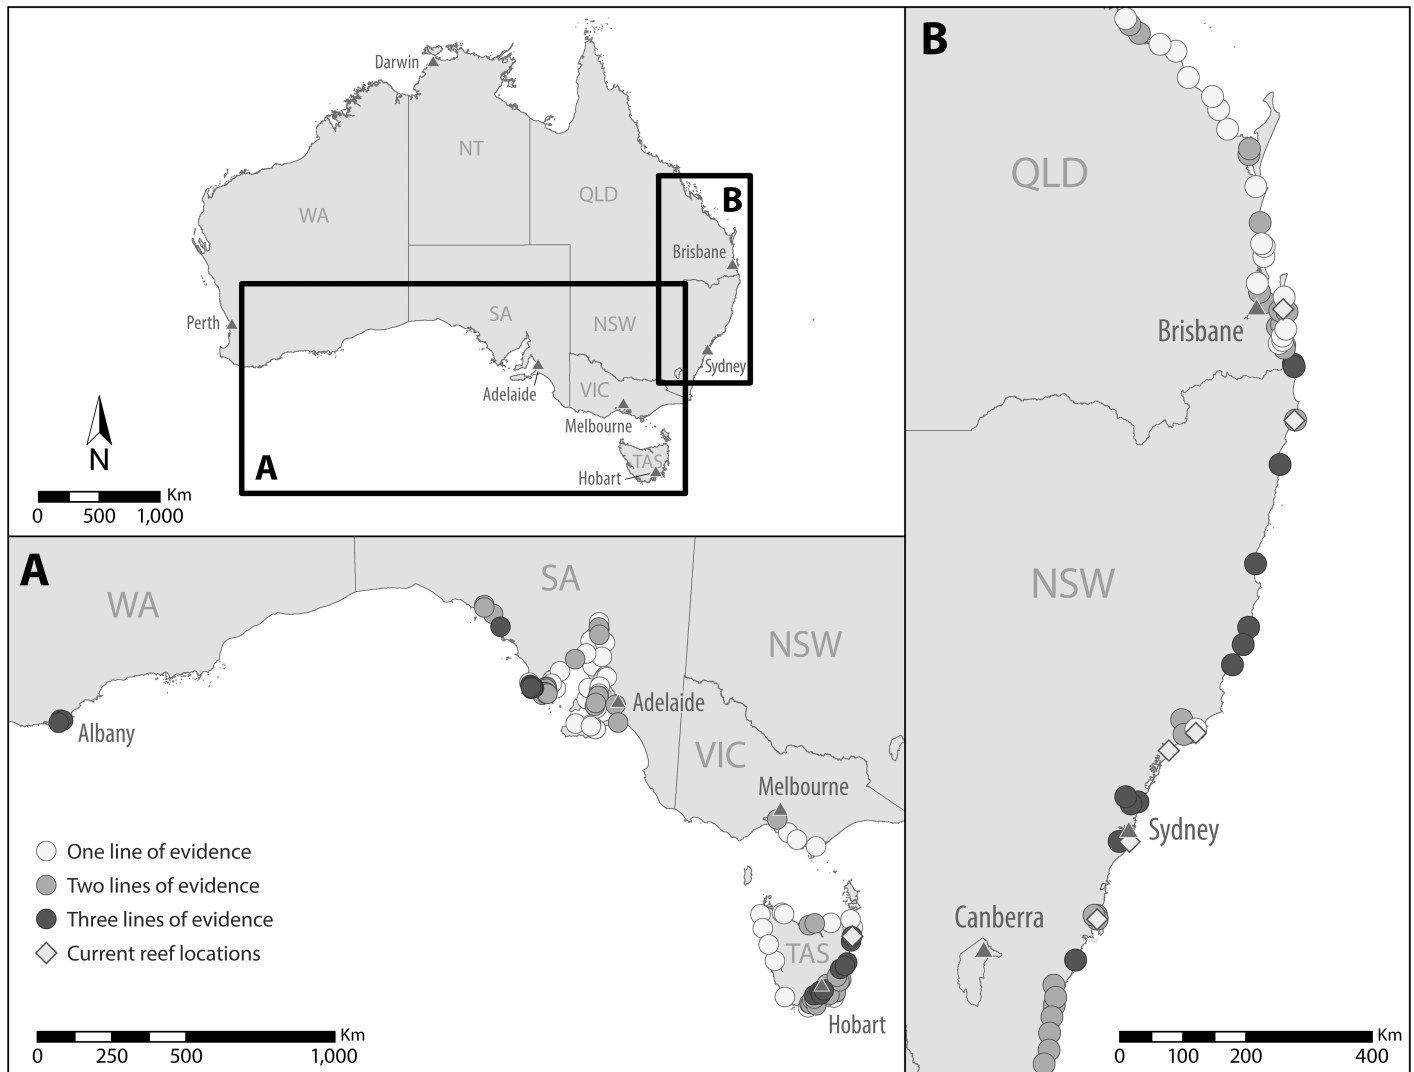 Darwin
NT
WA
QLD
B
Brisbane
SA
NSW
Perth
Sydney
Adelaide
VIC
Melbourne
TAS
Hobart
A
N
Km
0 500 1,000
A
WA
SA
NSW
Adelaide
Albany
VIC
Melbourne
TAS
Hobart
One line of evidence
Two lines of evidence
Three lines of evidence
Current reef locations
Km
0 250 500 1,000
B
QLD
Brisbane
NSW
Sydney
Canberra
Km
0 100 200 400